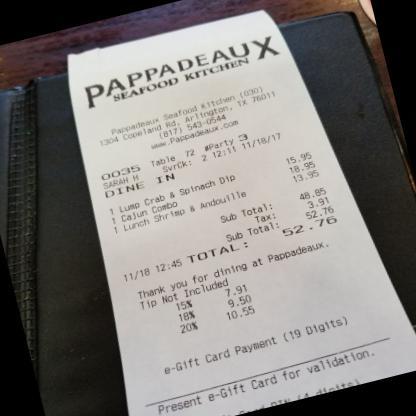 PAPPADEAUX
SEAFOOD KITCHEN
Pappadeaux Seafood Kitchen (030)
1304 Copeland Rd, Arlington, TX 76011
(817) 543-0544
www.Pappadeaux.com
0035 Table 72 #Party 3
SARAH H SvrCk: 2 12:11 11/18/17
DINE IN
1 Lump Crab & Spinach Dip 15.95
1 Cajun Combo 18.95
1 Lunch Shrimp & Andouille 13.95
Sub Total: 48.85
Tax: 3.91
Sub Total: 52.76
11/18 12:45 TOTAL: 52.76
Thank you for dining at Pappadeaux.
Tip Not Included
15% 7.91
18% 9.50
20% 10.55
e-Gift Card Payment (19 Digits)
Present e-Gift Card for validation.